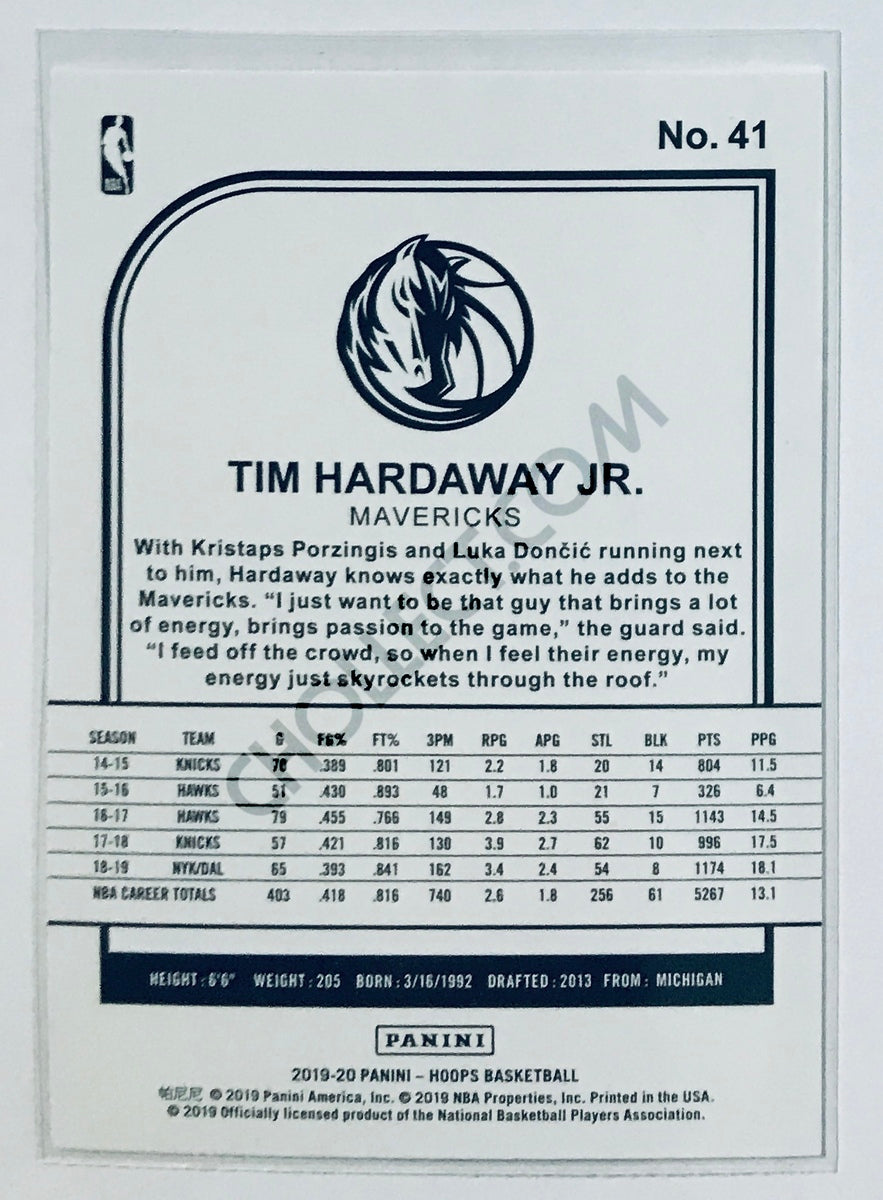 No. 41
NBA
TIM HARDAWAY JR.
MAVERICKS
With Kristaps Porzingis and Luka Dončić running next
to him, Hardaway knows exactly what he adds to the
Mavericks. “I just want to be that guy that brings a lot
of energy, brings passion to the game,” the guard said.
“I feed off the crowd, so when I feel their energy, my
energy just skyrockets through the roof.”
CHOLLECT.COM
SEASON TEAM G FG% FT% 3PM RPG APG STL BLK PTS PPG
14-15 KNICKS 70 .389 .801 121 2.2 1.8 20 14 804 11.5
15-16 HAWKS 51 .430 .893 48 1.7 1.0 21 7 326 6.4
16-17 HAWKS 79 .455 .766 149 2.8 2.3 55 15 1143 14.5
17-18 KNICKS 57 .421 .816 130 3.9 2.7 62 10 996 17.5
18-19 NYK/DAL 65 .393 .841 162 3.4 2.4 54 8 1174 18.1
NBA CAREER TOTALS 403 .418 .816 740 2.6 1.8 256 61 5267 13.1
HEIGHT: 6'6" WEIGHT: 205 BORN: 3/16/1992 DRAFTED: 2013 FROM: MICHIGAN
PANINI
2019-20 PANINI – HOOPS BASKETBALL
帕尼尼 © 2019 Panini America, Inc. © 2019 NBA Properties, Inc. Printed in the USA.
© 2019 Officially licensed product of the National Basketball Players Association.